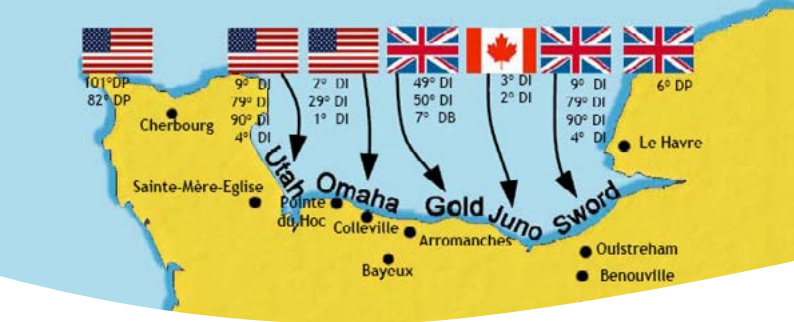 101° DP
82° DP
9° DI
79° DI
90° DI
4° DI
2° DI
29° DI
1° DI
49° DI
50° DI
7° DB
3° DI
2° DI
9° DI
79° DI
90° DI
4° DI
6° DP
Cherbourg
Le Havre
Utah
Omaha
Gold
Juno
Sword
Sainte-Mère-Eglise
Pointe
du Hoc
Colleville
Arromanches
Bayeux
Ouistreham
Benouville